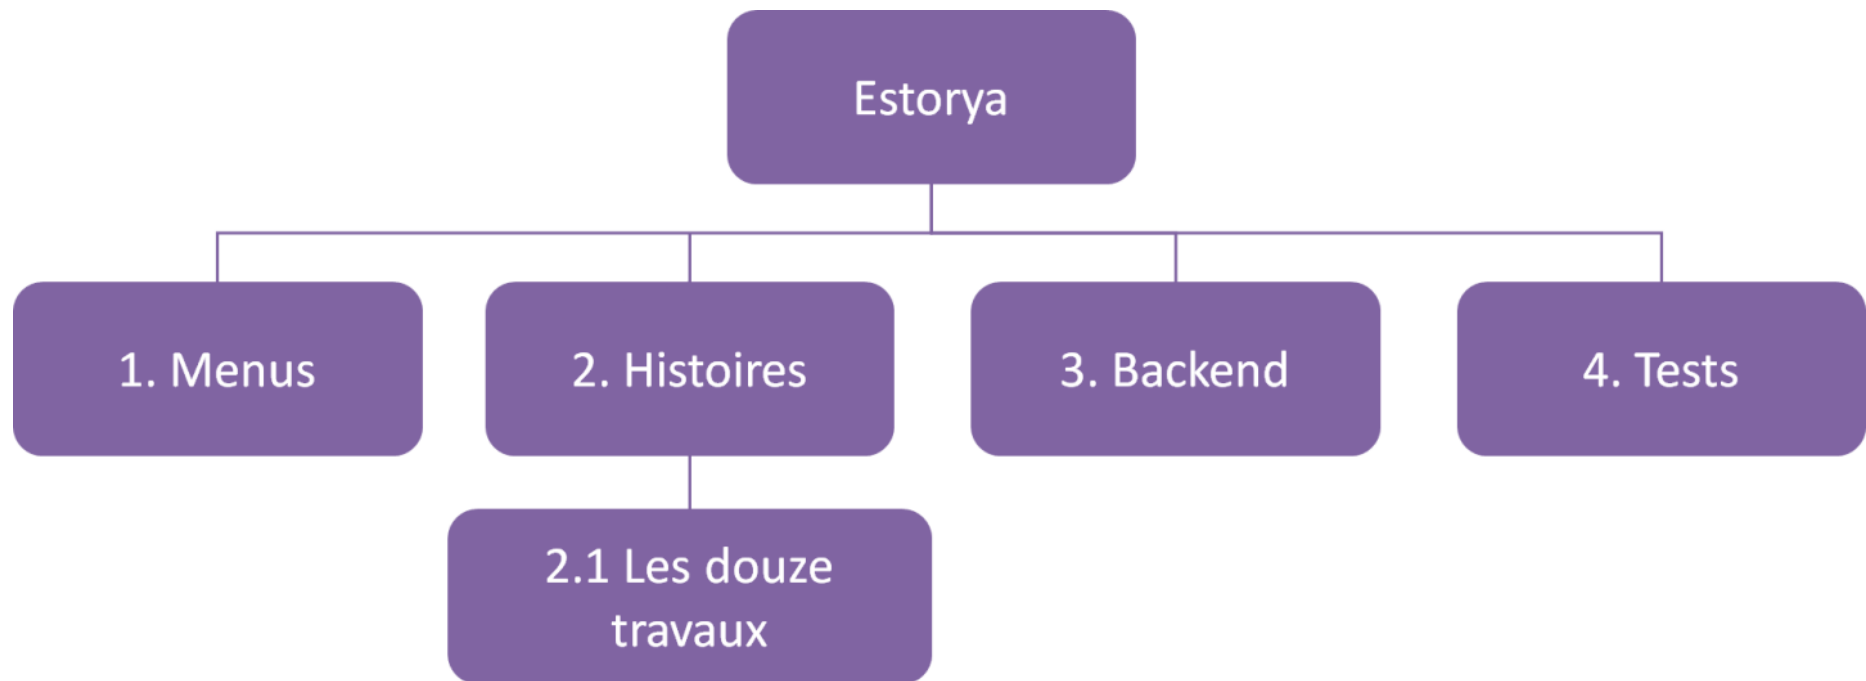 Estorya
1. Menus
2. Histoires
3. Backend
4. Tests
2.1 Les douze
travaux